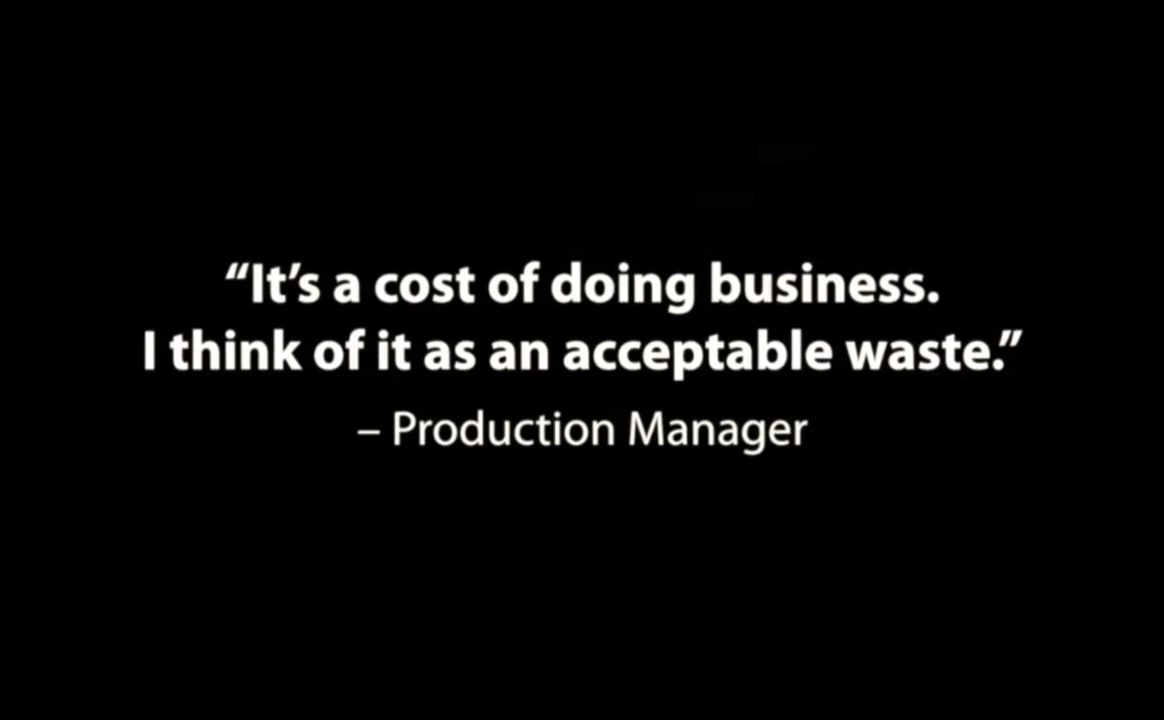 “It’s a cost of doing business.
I think of it as an acceptable waste.”
– Production Manager